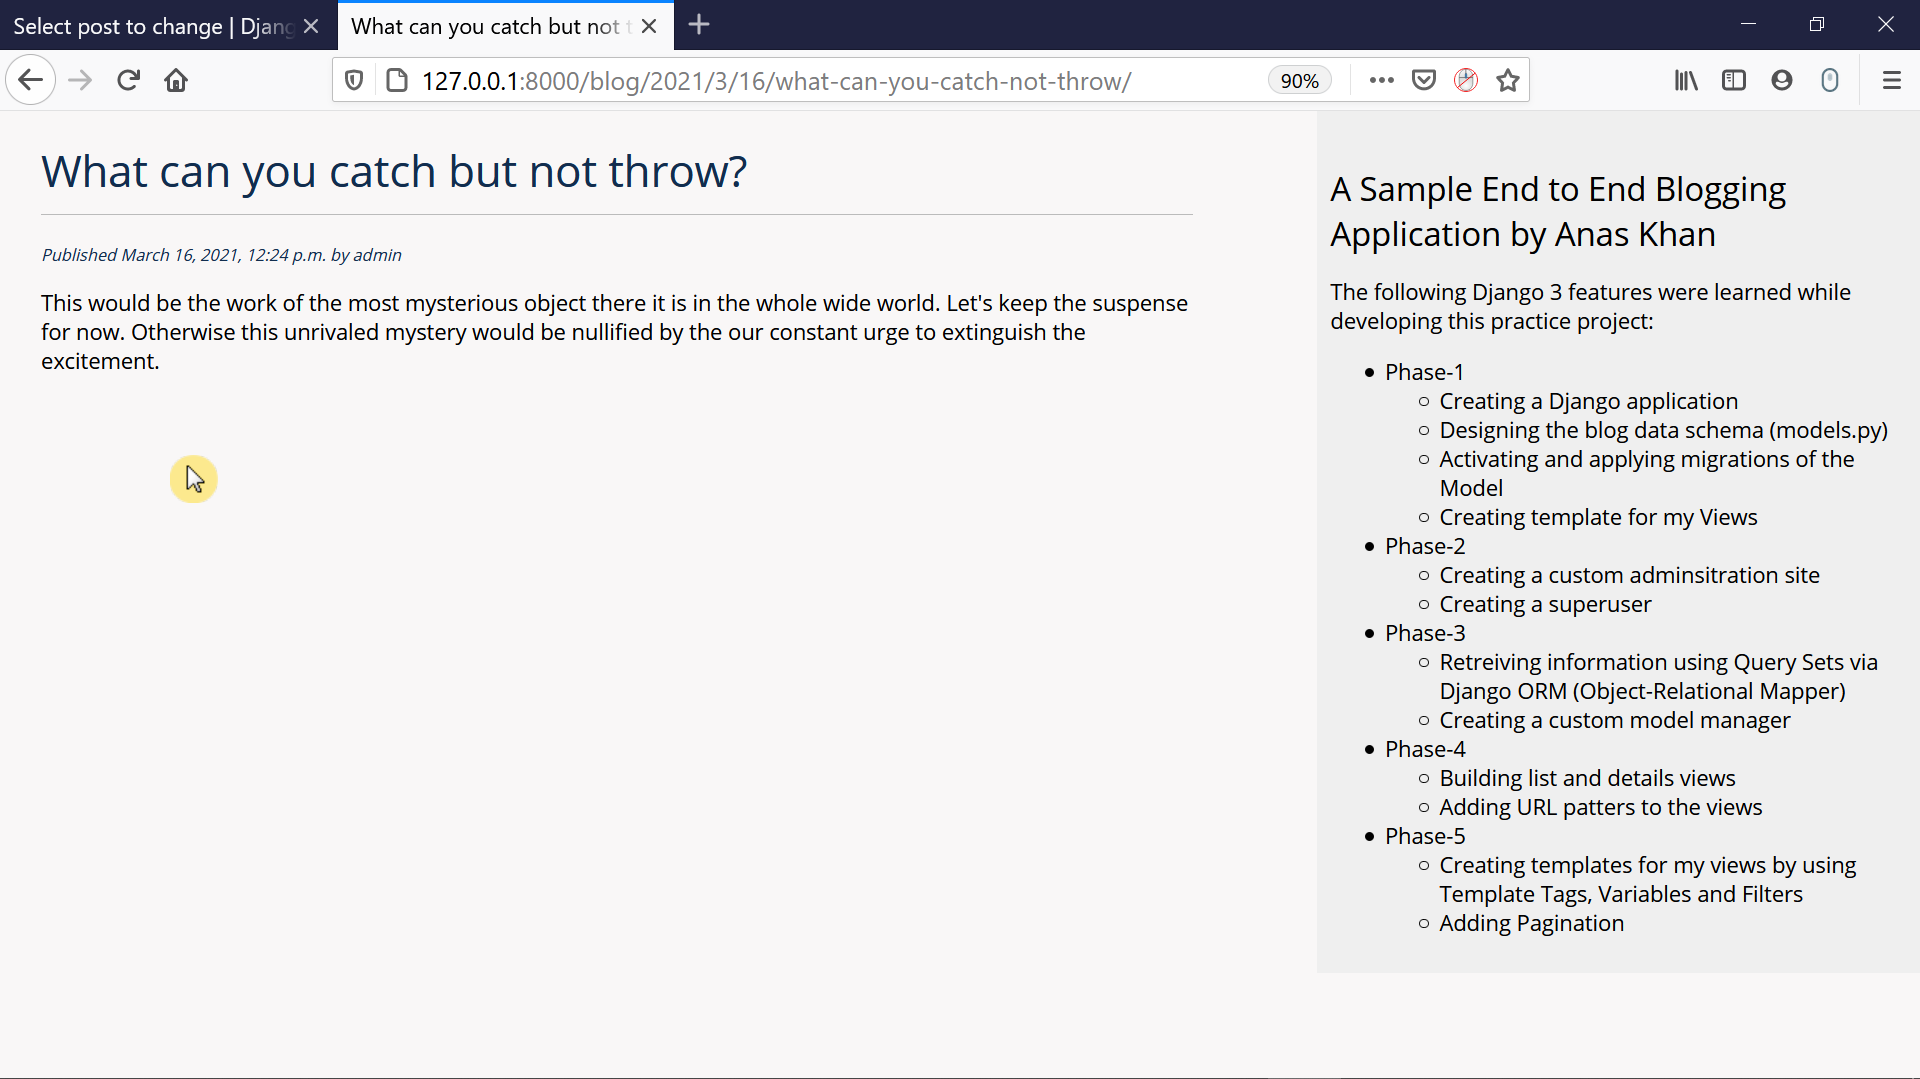 Select post to change | Djang
What can you catch but not t
127.0.0.1:8000/blog/2021/3/16/what-can-you-catch-not-throw/
90%
What can you catch but not throw?
Published March 16, 2021, 12:24 p.m. by admin
This would be the work of the most mysterious object there it is in the whole wide world. Let's keep the suspense
for now. Otherwise this unrivaled mystery would be nullified by the our constant urge to extinguish the
excitement.
A Sample End to End Blogging
Application by Anas Khan
The following Django 3 features were learned while
developing this practice project:
Phase-1
Creating a Django application
Designing the blog data schema (models.py)
Activating and applying migrations of the
Model
Creating template for my Views
Phase-2
Creating a custom adminsitration site
Creating a superuser
Phase-3
Retreiving information using Query Sets via
Django ORM (Object-Relational Mapper)
Creating a custom model manager
Phase-4
Building list and details views
Adding URL patters to the views
Phase-5
Creating templates for my views by using
Template Tags, Variables and Filters
Adding Pagination